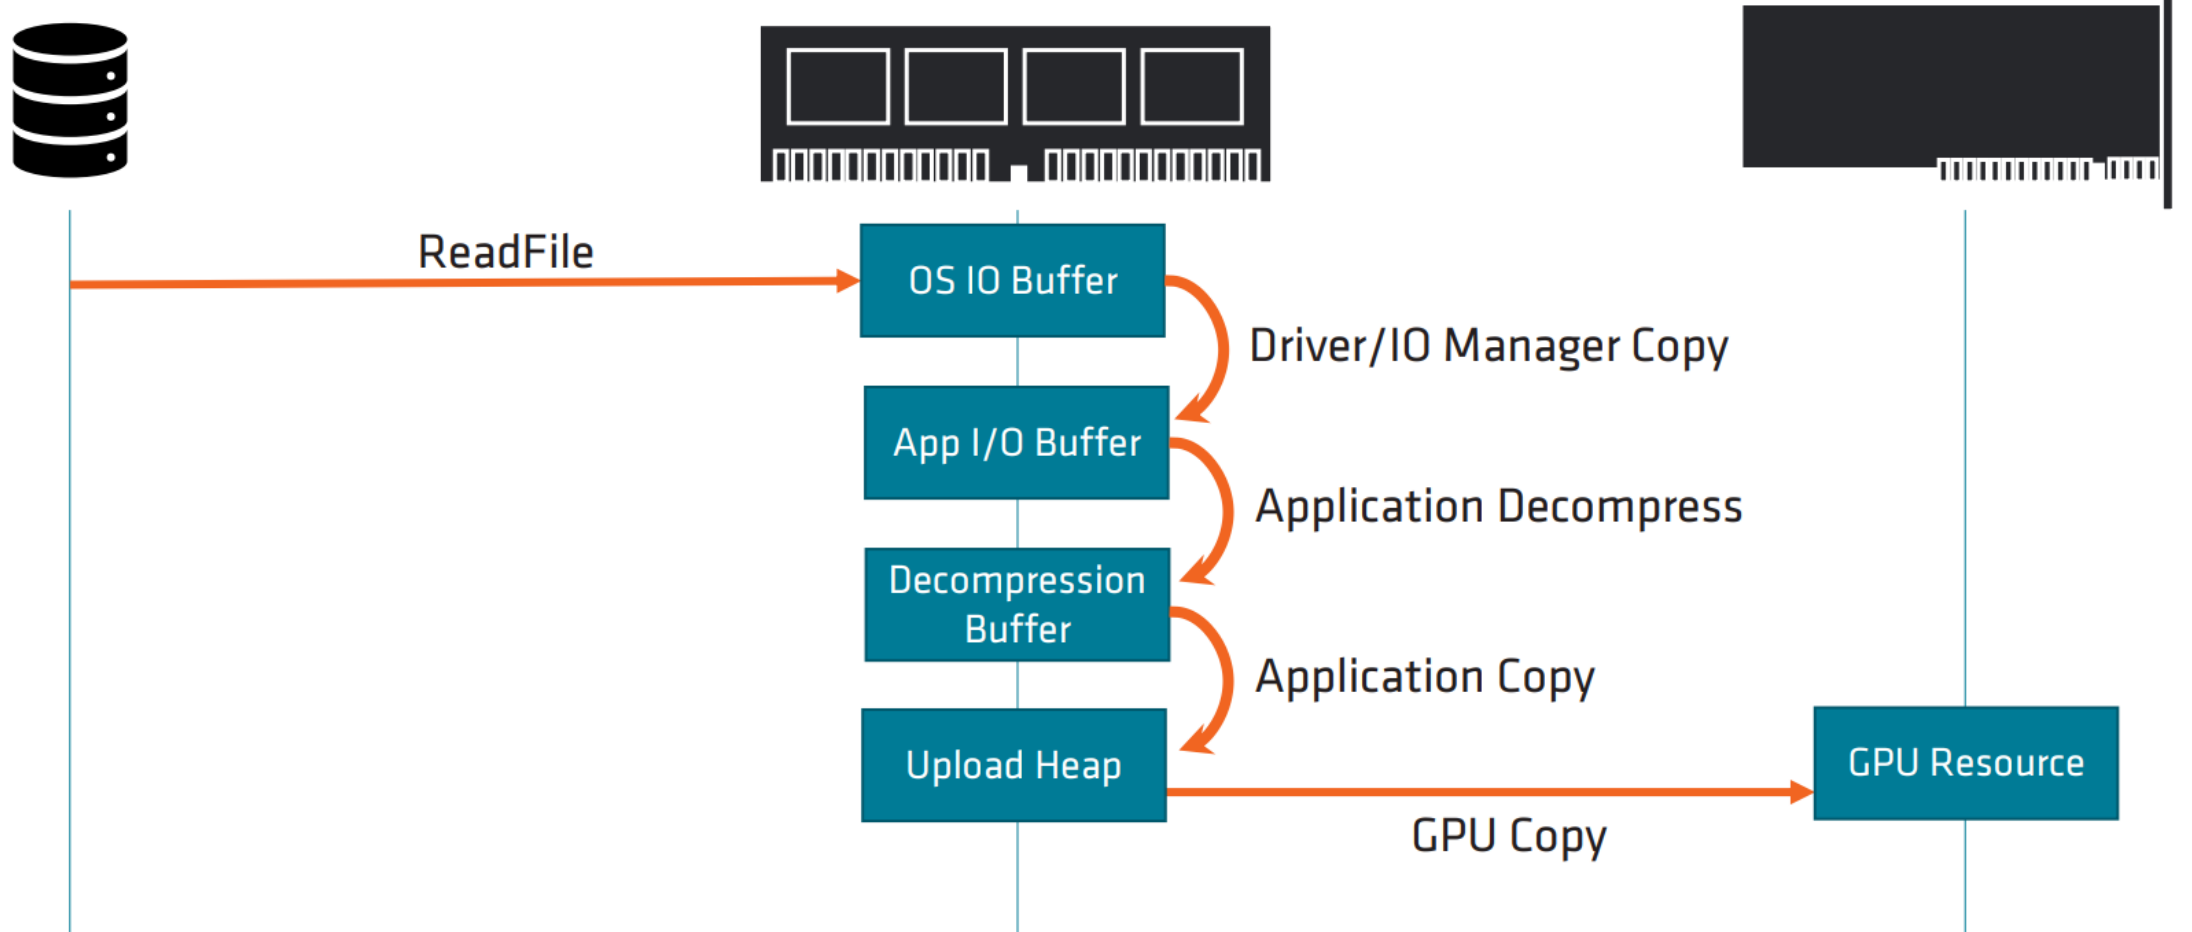 ReadFile
OS IO Buffer
Driver/IO Manager Copy
App I/O Buffer
Application Decompress
Decompression
Buffer
Application Copy
Upload Heap
GPU Resource
GPU Copy